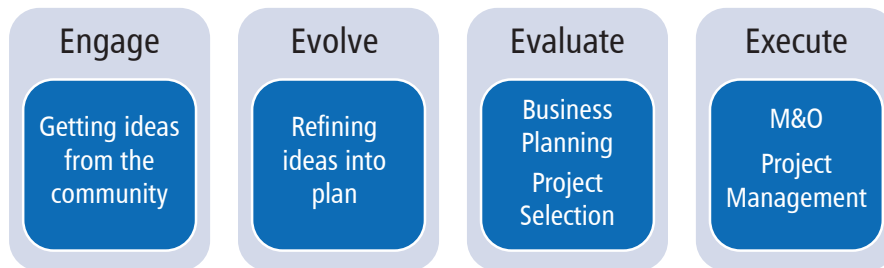 Engage
Getting ideas
from the
community
Evolve
Refining
ideas into
plan
Evaluate
Business
Planning
Project
Selection
Execute
M&O
Project
Management